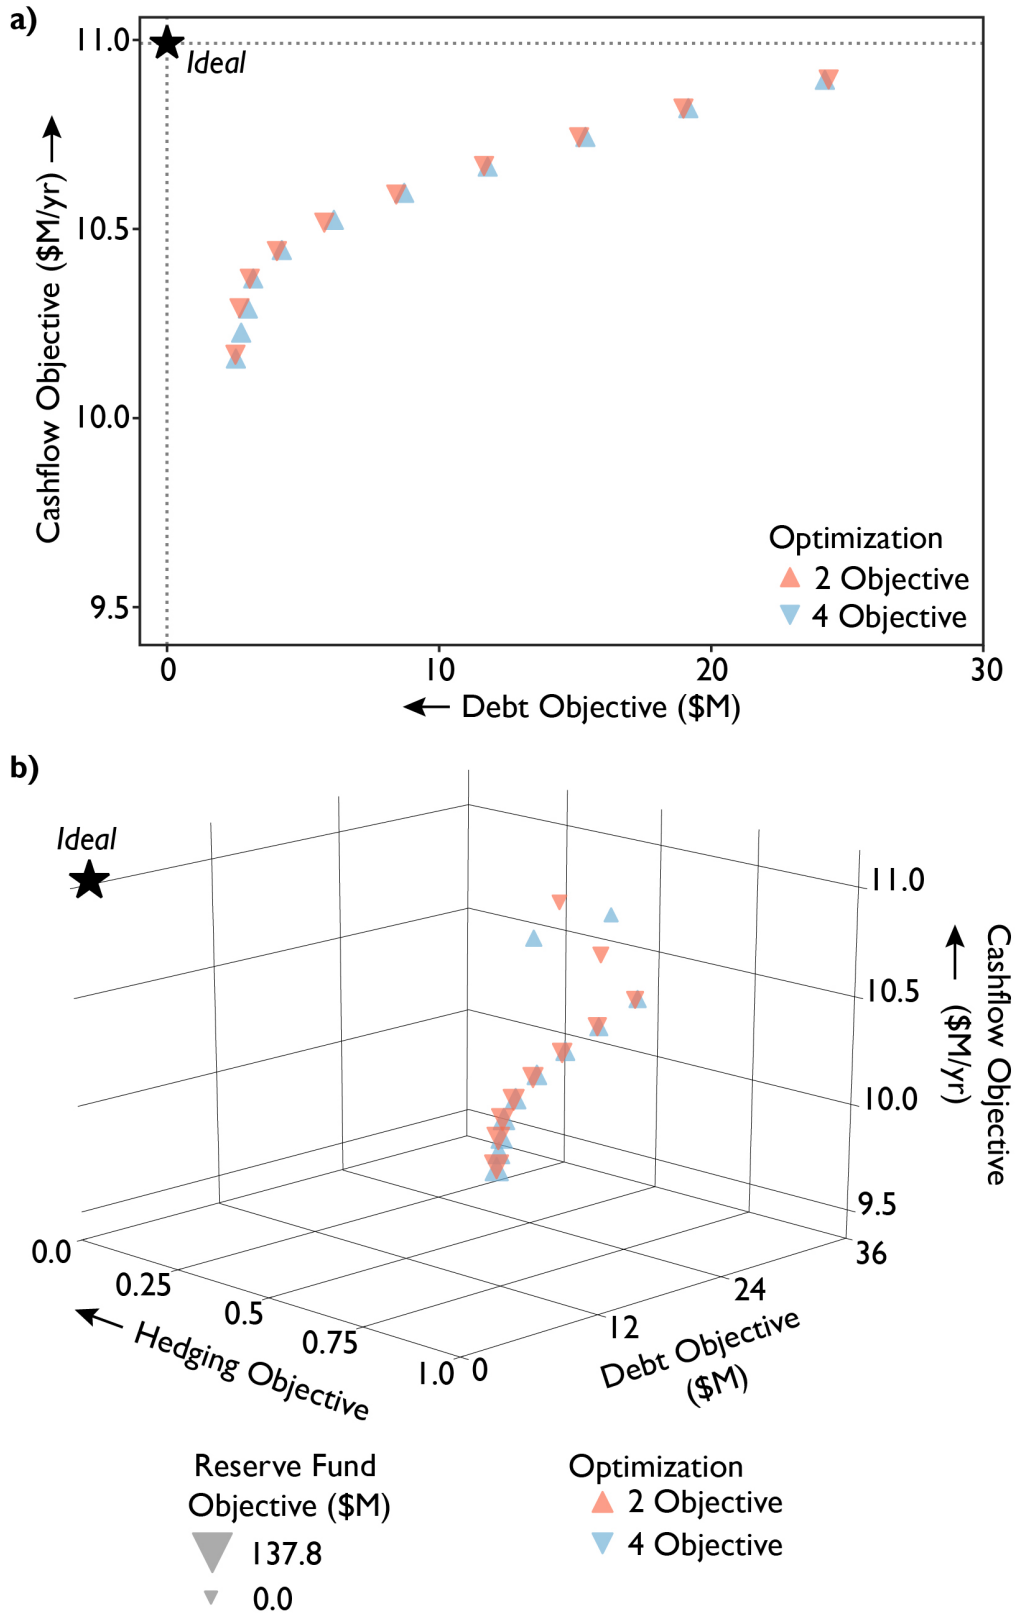 a)
11.0
Ideal
10.5
10.0
9.5
Cashflow Objective ($M/yr)
Optimization
2 Objective
4 Objective
0
10
20
30
Debt Objective ($M)
b)
Ideal
11.0
10.5
10.0
9.5
Cashflow Objective
($M/yr)
0.0
0.25
0.5
0.75
1.0
Hedging Objective
0
12
24
36
Debt Objective
($M)
Reserve Fund
Objective ($M)
137.8
0.0
Optimization
2 Objective
4 Objective